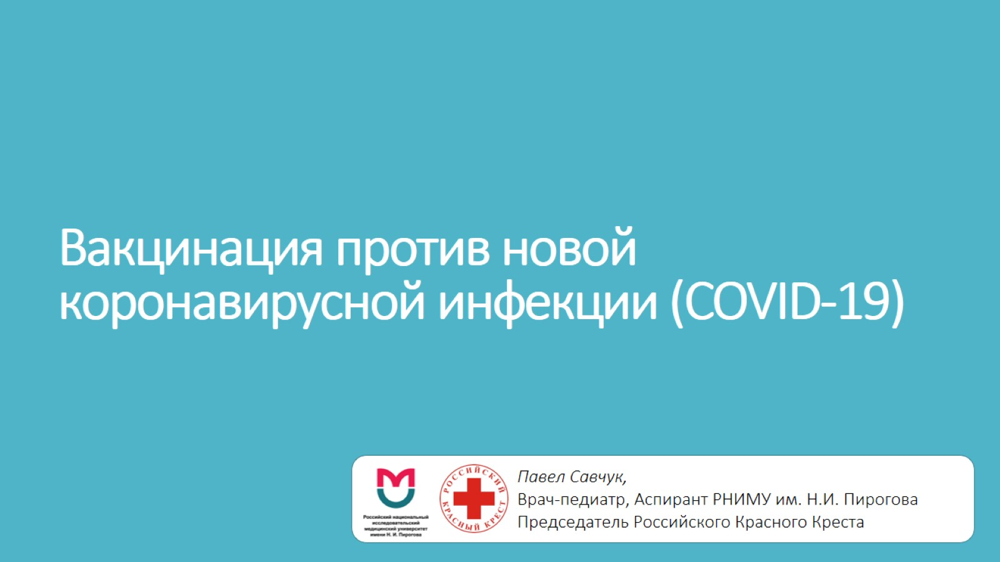 Вакцинация против новой
коронавирусной инфекции (COVID-19)
Российский национальный
исследовательский
медицинский университет
имени Н. И. Пирогова
РОССИЙСКИЙ
КРАСНЫЙ КРЕСТ
Павел Савчук,
Врач-педиатр, Аспирант РНИМУ им. Н.И. Пирогова
Председатель Российского Красного Креста